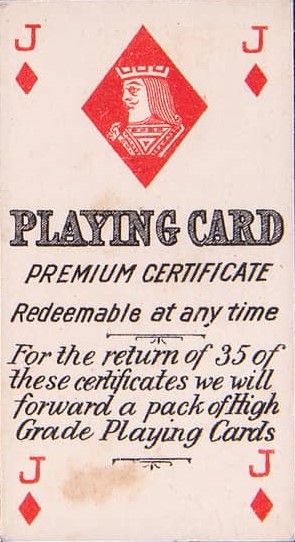 J J
PLAYING CARD
PREMIUM CERTIFICATE
Redeemable at any time
For the return of 35 of
these certificates we will
forward a pack of High
Grade Playing Cards
J J